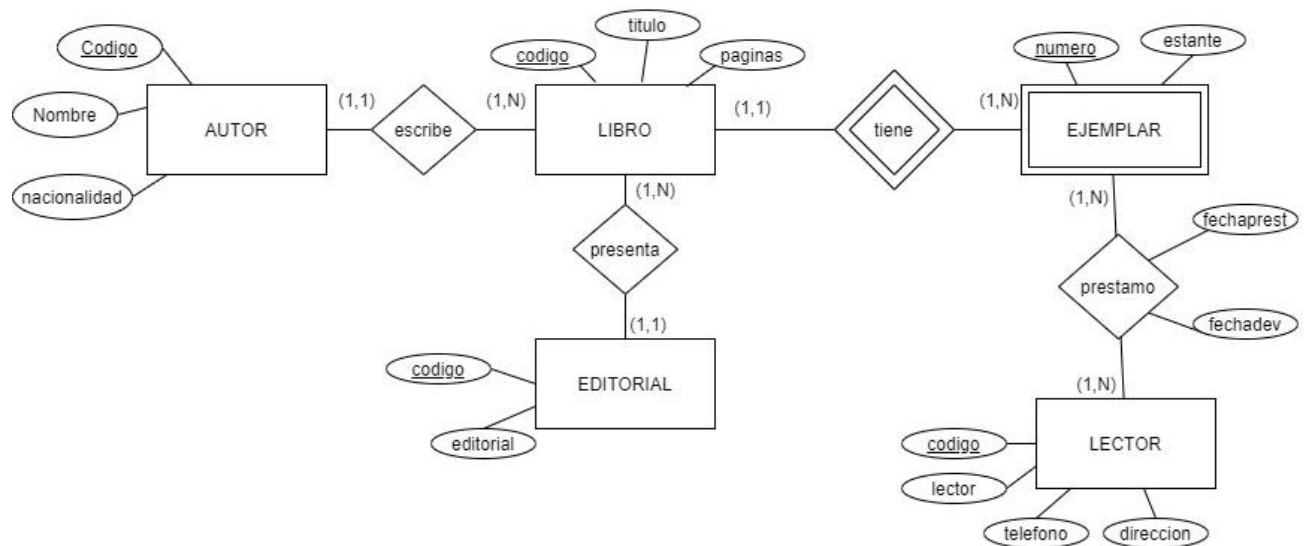 Codigo
Nombre
nacionalidad
AUTOR
(1,1)
escribe
(1,N)
codigo
titulo
paginas
LIBRO
(1,1)
tiene
(1,N)
numero
estante
EJEMPLAR
(1,N)
presenta
(1,1)
codigo
editorial
EDITORIAL
(1,N)
prestamo
fechaprest
fechadev
(1,N)
codigo
lector
telefono
direccion
LECTOR